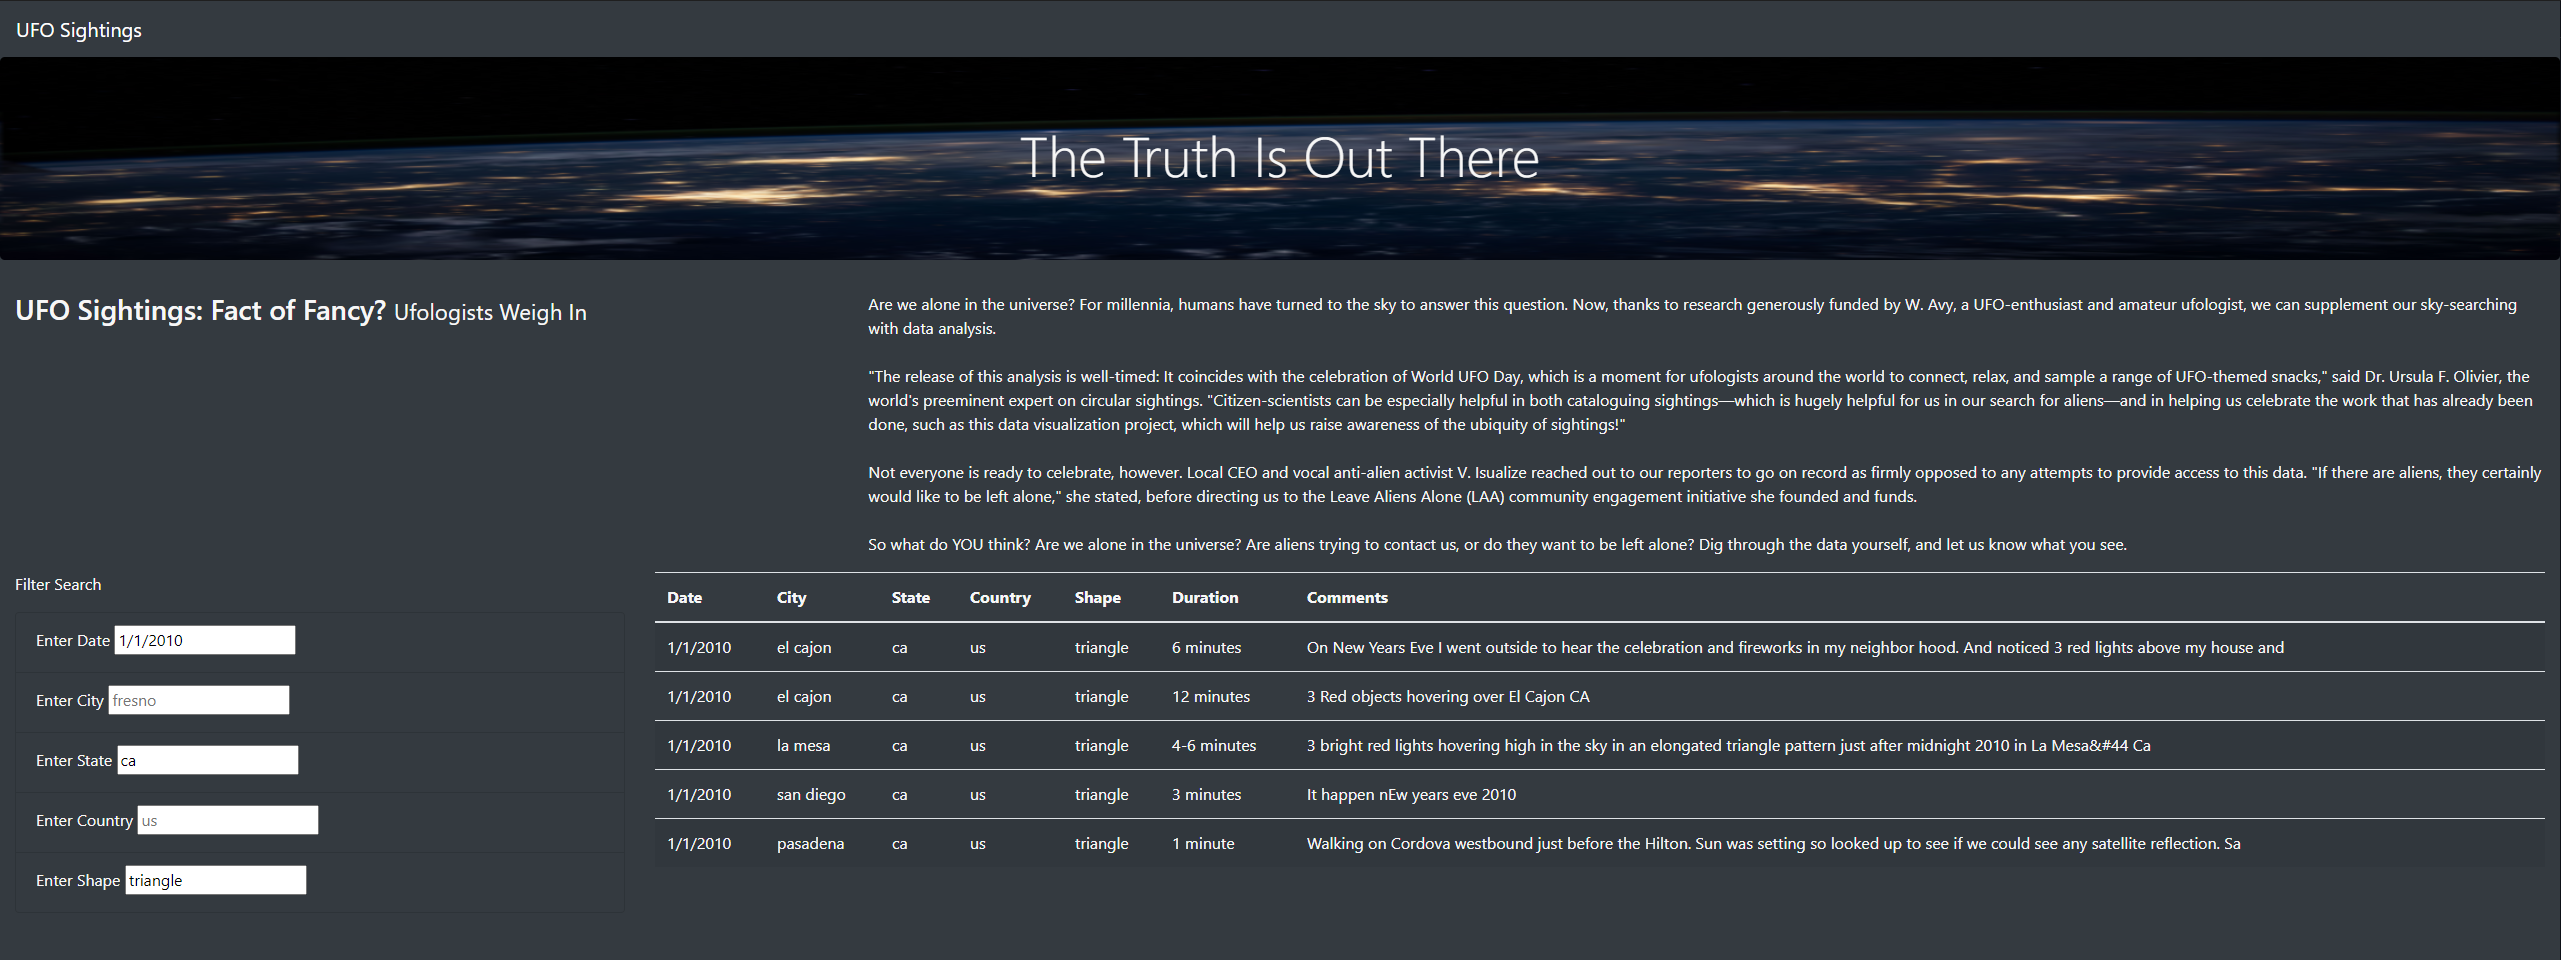 UFO Sightings
The Truth Is Out There
UFO Sightings: Fact of Fancy? Ufologists Weigh In
Are we alone in the universe? For millennia, humans have turned to the sky to answer this question. Now, thanks to research generously funded by W. Avy, a UFO-enthusiast and amateur ufologist, we can supplement our sky-searching
with data analysis.
"The release of this analysis is well-timed: It coincides with the celebration of World UFO Day, which is a moment for ufologists around the world to connect, relax, and sample a range of UFO-themed snacks," said Dr. Ursula F. Olivier, the
world's preeminent expert on circular sightings. "Citizen-scientists can be especially helpful in both cataloguing sightings—which is hugely helpful for us in our search for aliens—and in helping us celebrate the work that has already been
done, such as this data visualization project, which will help us raise awareness of the ubiquity of sightings!"
Not everyone is ready to celebrate, however. Local CEO and vocal anti-alien activist V. Isualize reached out to our reporters to go on record as firmly opposed to any attempts to provide access to this data. "If there are aliens, they certainly
would like to be left alone," she stated, before directing us to the Leave Aliens Alone (LAA) community engagement initiative she founded and funds.
So what do YOU think? Are we alone in the universe? Are aliens trying to contact us, or do they want to be left alone? Dig through the data yourself, and let us know what you see.
Filter Search
Enter Date 1/1/2010
Enter City fresno
Enter State ca
Enter Country us
Enter Shape triangle
Date City State Country Shape Duration Comments
1/1/2010 el cajon ca us triangle 6 minutes On New Years Eve I went outside to hear the celebration and fireworks in my neighbor hood. And noticed 3 red lights above my house and
1/1/2010 el cajon ca us triangle 12 minutes 3 Red objects hovering over El Cajon CA
1/1/2010 la mesa ca us triangle 4-6 minutes 3 bright red lights hovering high in the sky in an elongated triangle pattern just after midnight 2010 in La Mesa&#44 Ca
1/1/2010 san diego ca us triangle 3 minutes It happen nEw years eve 2010
1/1/2010 pasadena ca us triangle 1 minute Walking on Cordova westbound just before the Hilton. Sun was setting so looked up to see if we could see any satellite reflection. Sa